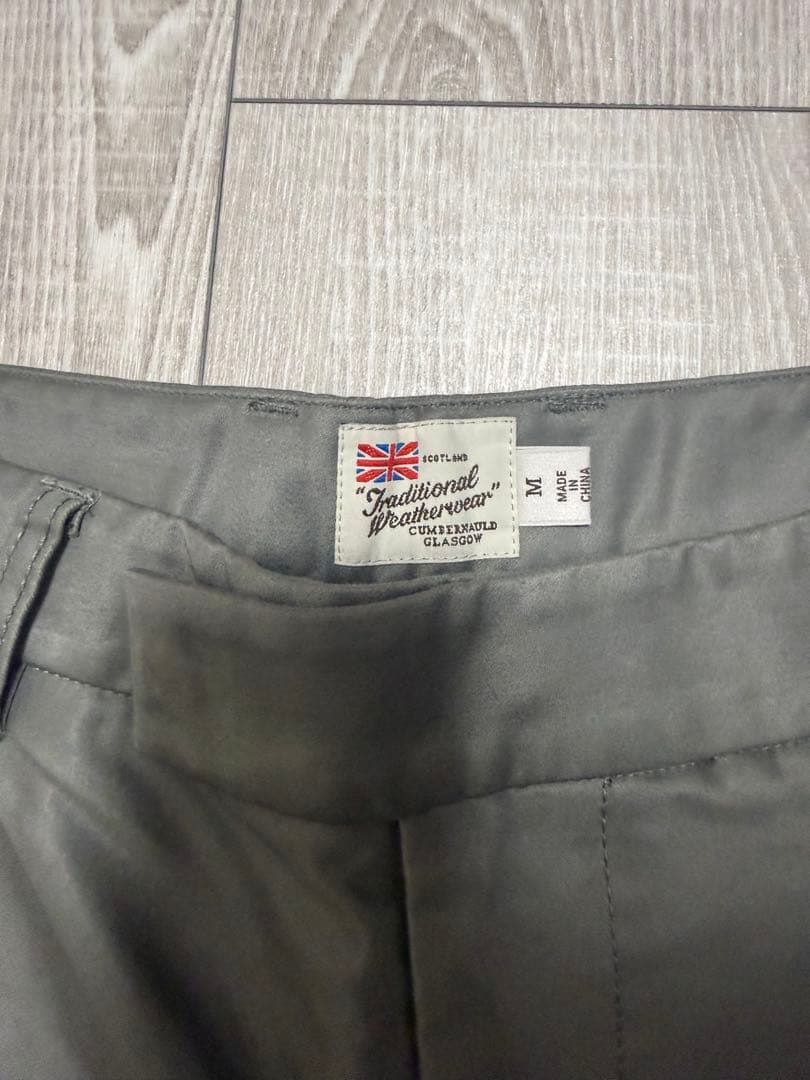 SCOTLAND
"Traditional
Weatherwear"
CUMBERNAULD
GLASGOW
M
MADE
IN
CHINA